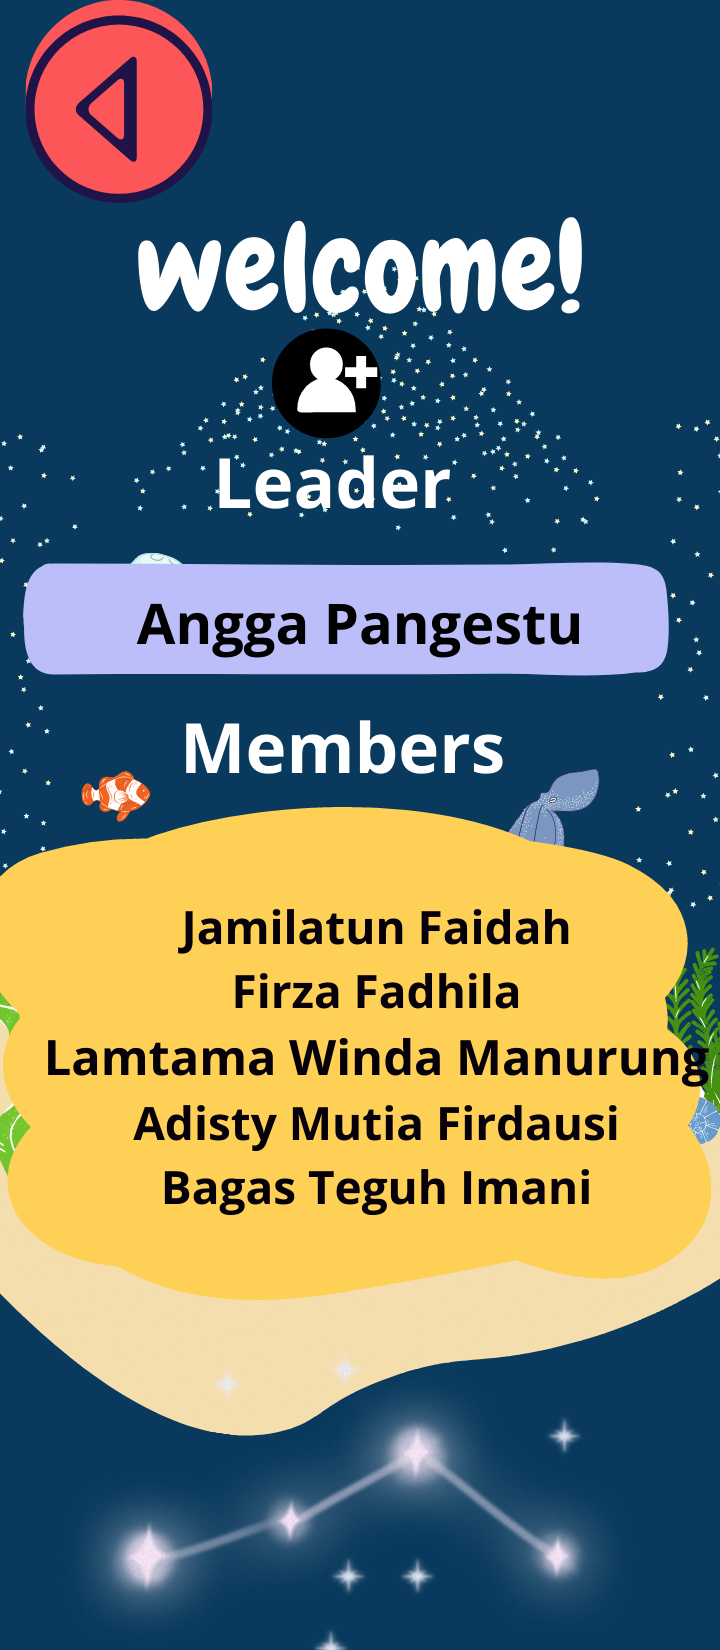 welcome!
Leader
Angga Pangestu
Members
Jamilatun Faidah
Firza Fadhila
Lamtama Winda Manurung
Adisty Mutia Firdausi
Bagas Teguh Imani